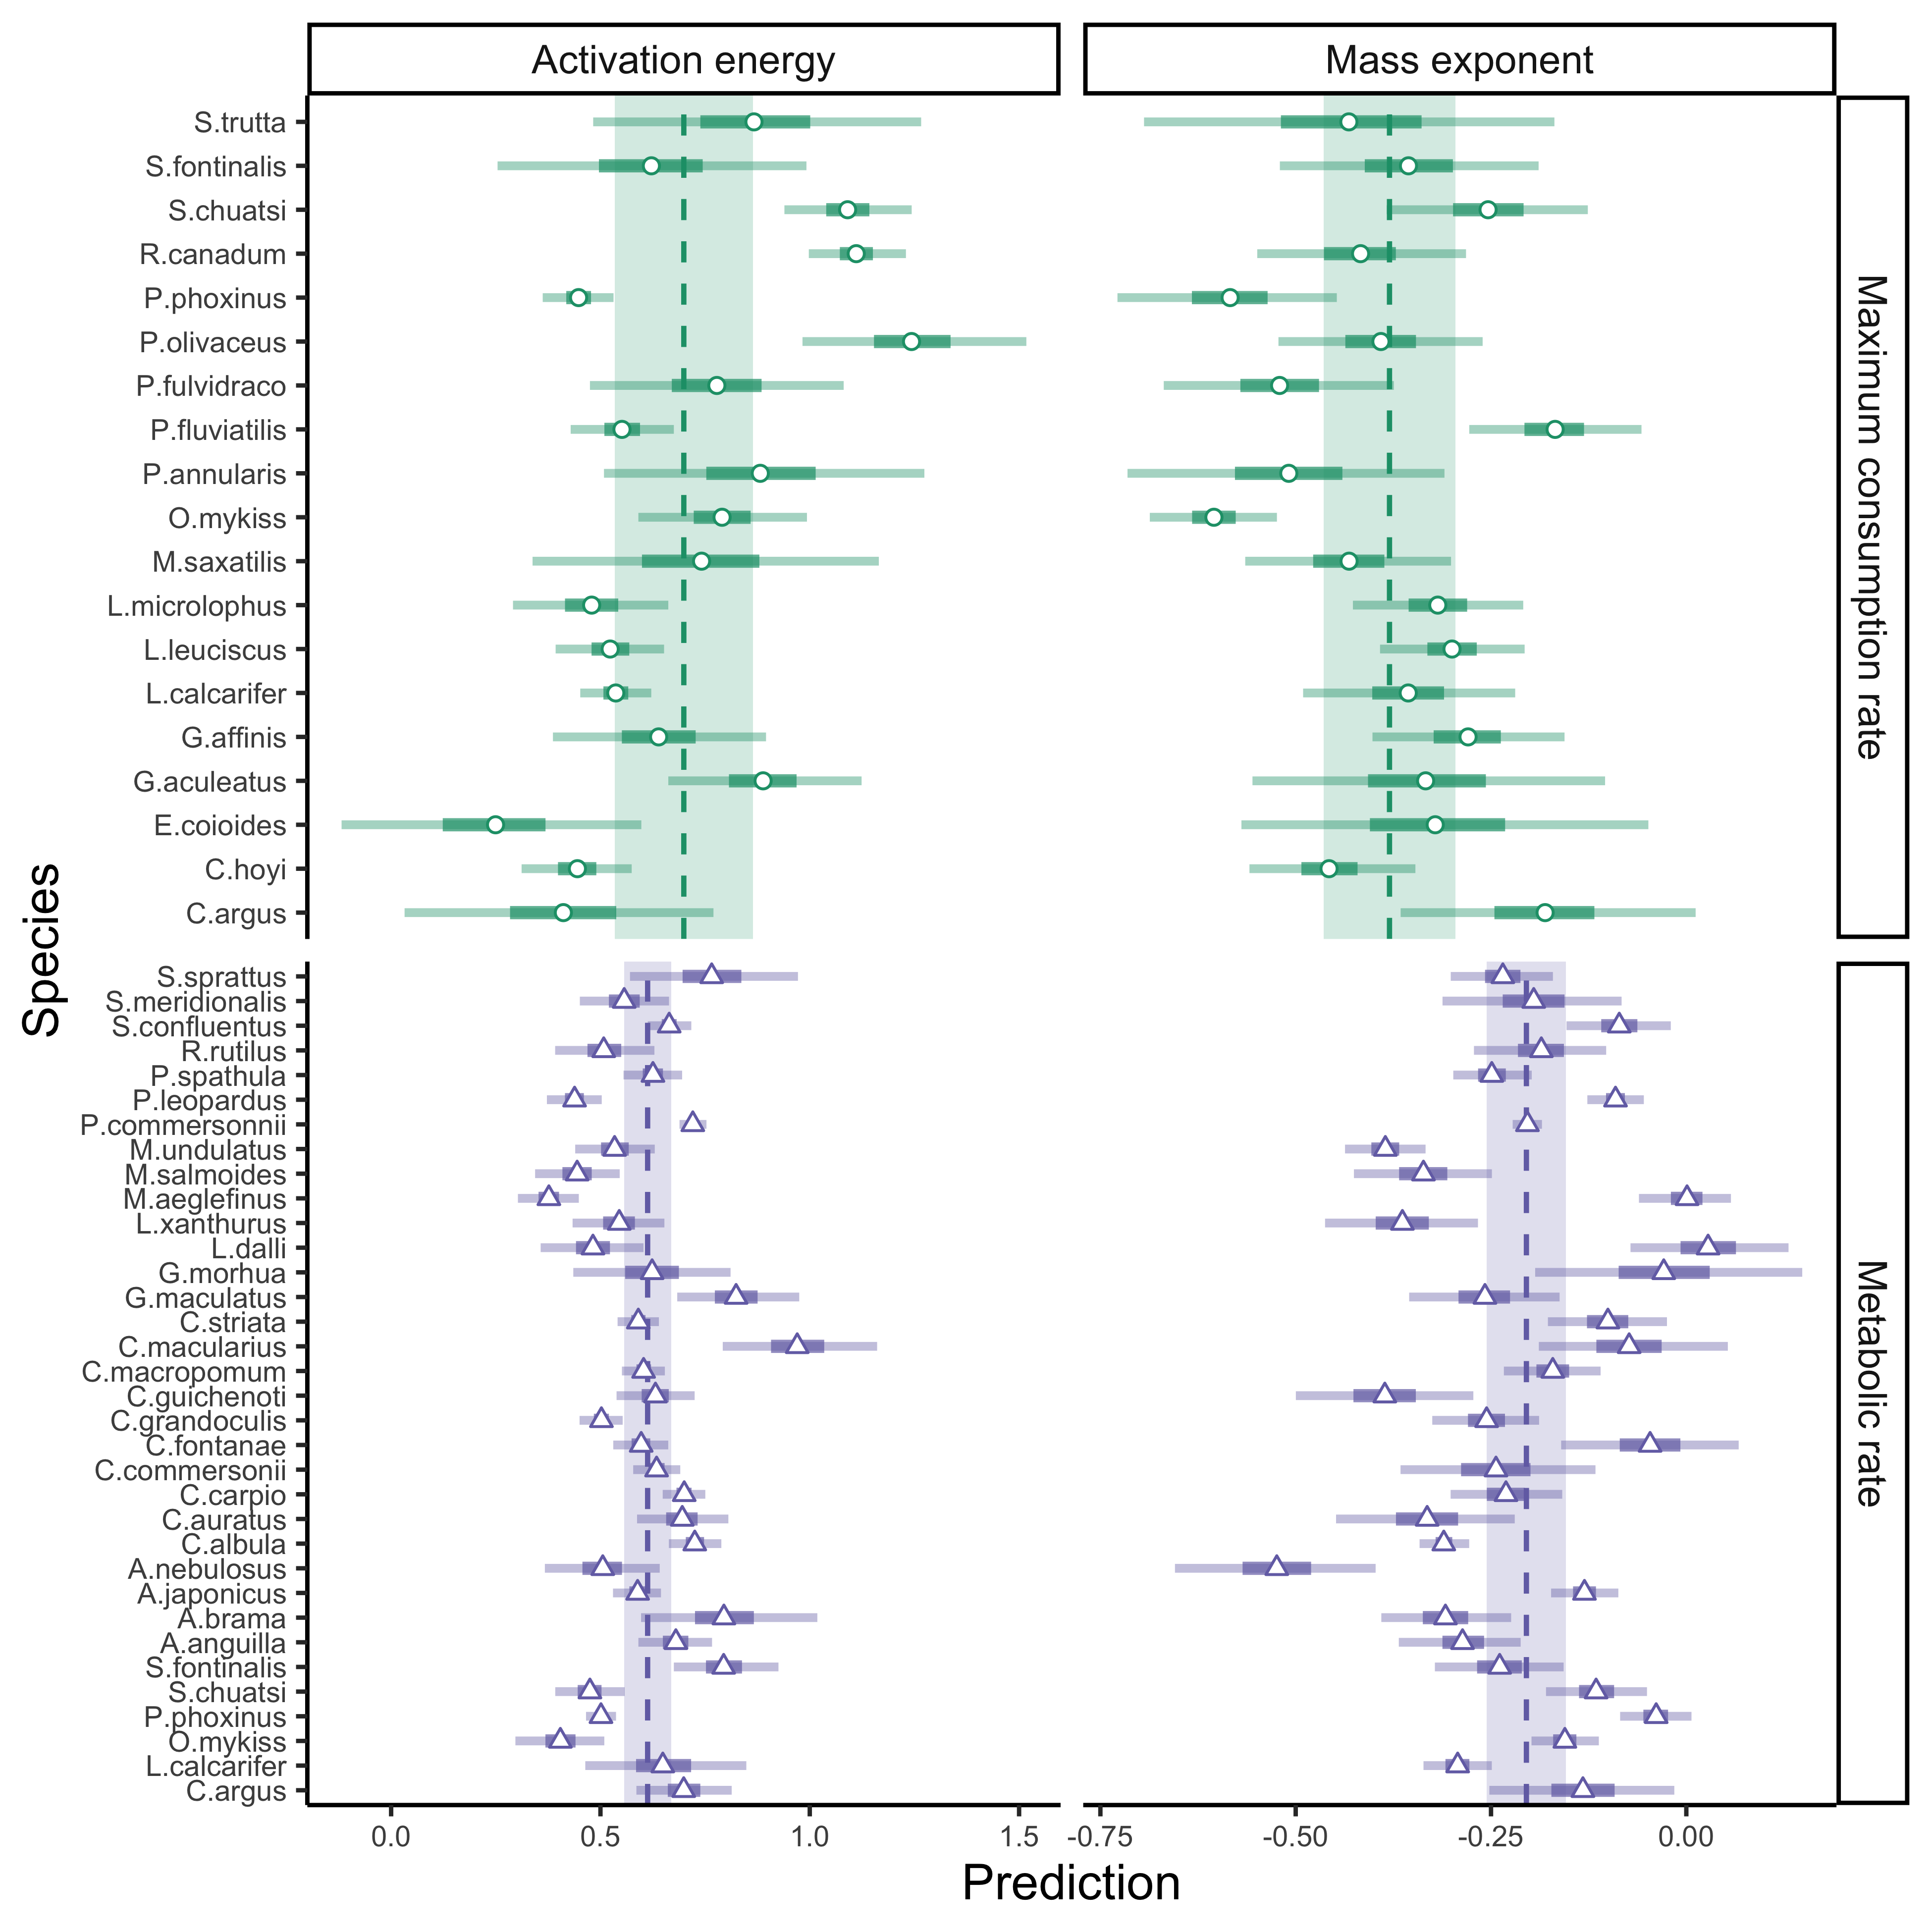 Activation energy
Mass exponent
S.trutta
S.fontinalis
S.chuatsi
R.canadum
P.phoxinus
P.olivaceus
P.fulvidraco
P.fluviatilis
P.annularis
O.mykiss
M.saxatilis
L.microlophus
L.leuciscus
L.calcarifer
G.affinis
G.aculeatus
E.coioides
C.hoyi
C.argus
Maximum consumption rate
Species
S.sprattus
S.meridionalis
S.confluentus
R.rutilus
P.spathula
P.leopardus
P.commersonnii
M.undulatus
M.salmoides
M.aeglefinus
L.xanthurus
L.dalli
G.morhua
G.maculatus
C.striata
C.macularius
C.macropomum
C.guichenoti
C.grandoculis
C.fontanae
C.commersonii
C.carpio
C.auratus
C.albula
A.nebulosus
A.japonicus
A.brama
A.anguilla
S.fontinalis
S.chuatsi
P.phoxinus
O.mykiss
L.calcarifer
C.argus
Metabolic rate
0.0 0.5 1.0 1.5 -0.75 -0.50 -0.25 0.00
Prediction